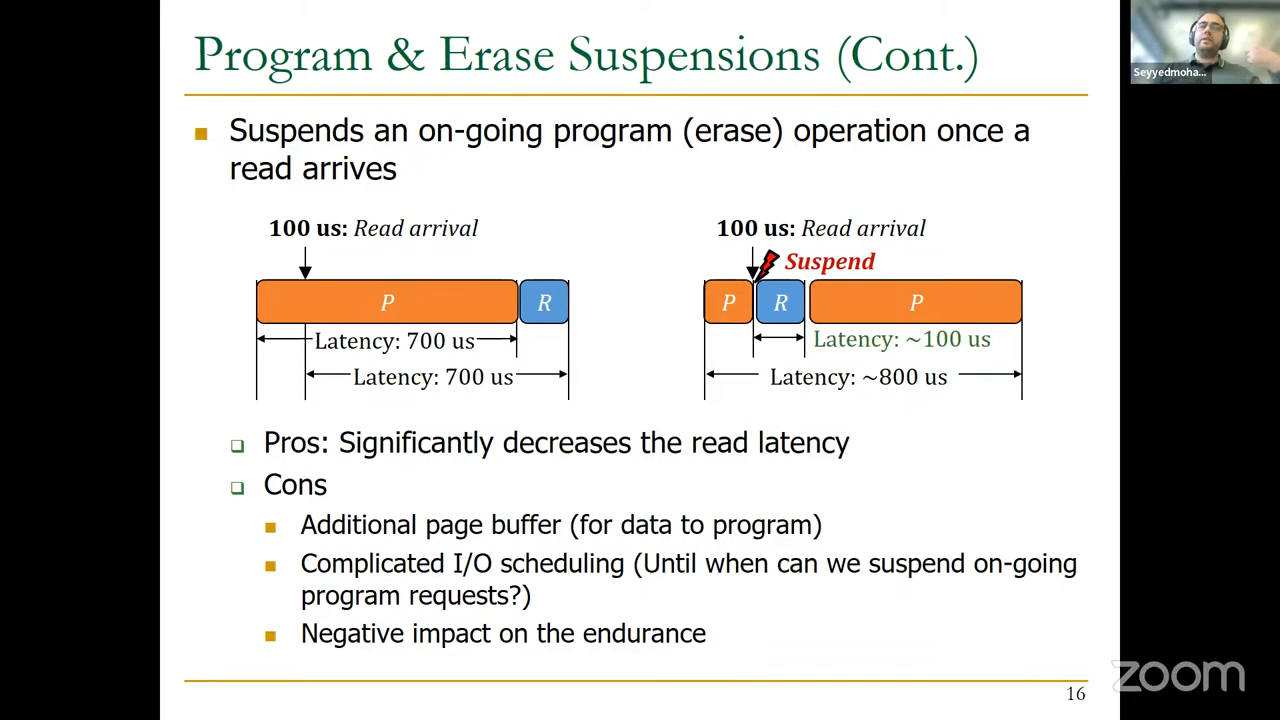 Program & Erase Suspensions (Cont.)
Seyyedmoha...
Suspends an on-going program (erase) operation once a
read arrives
100 us: Read arrival
P
R
Latency: 700 us
Latency: 700 us
100 us: Read arrival
Suspend
P
R
P
Latency: ~100 us
Latency: ~800 us
Pros: Significantly decreases the read latency
Cons
Additional page buffer (for data to program)
Complicated I/O scheduling (Until when can we suspend on-going
program requests?)
Negative impact on the endurance
16
zoom